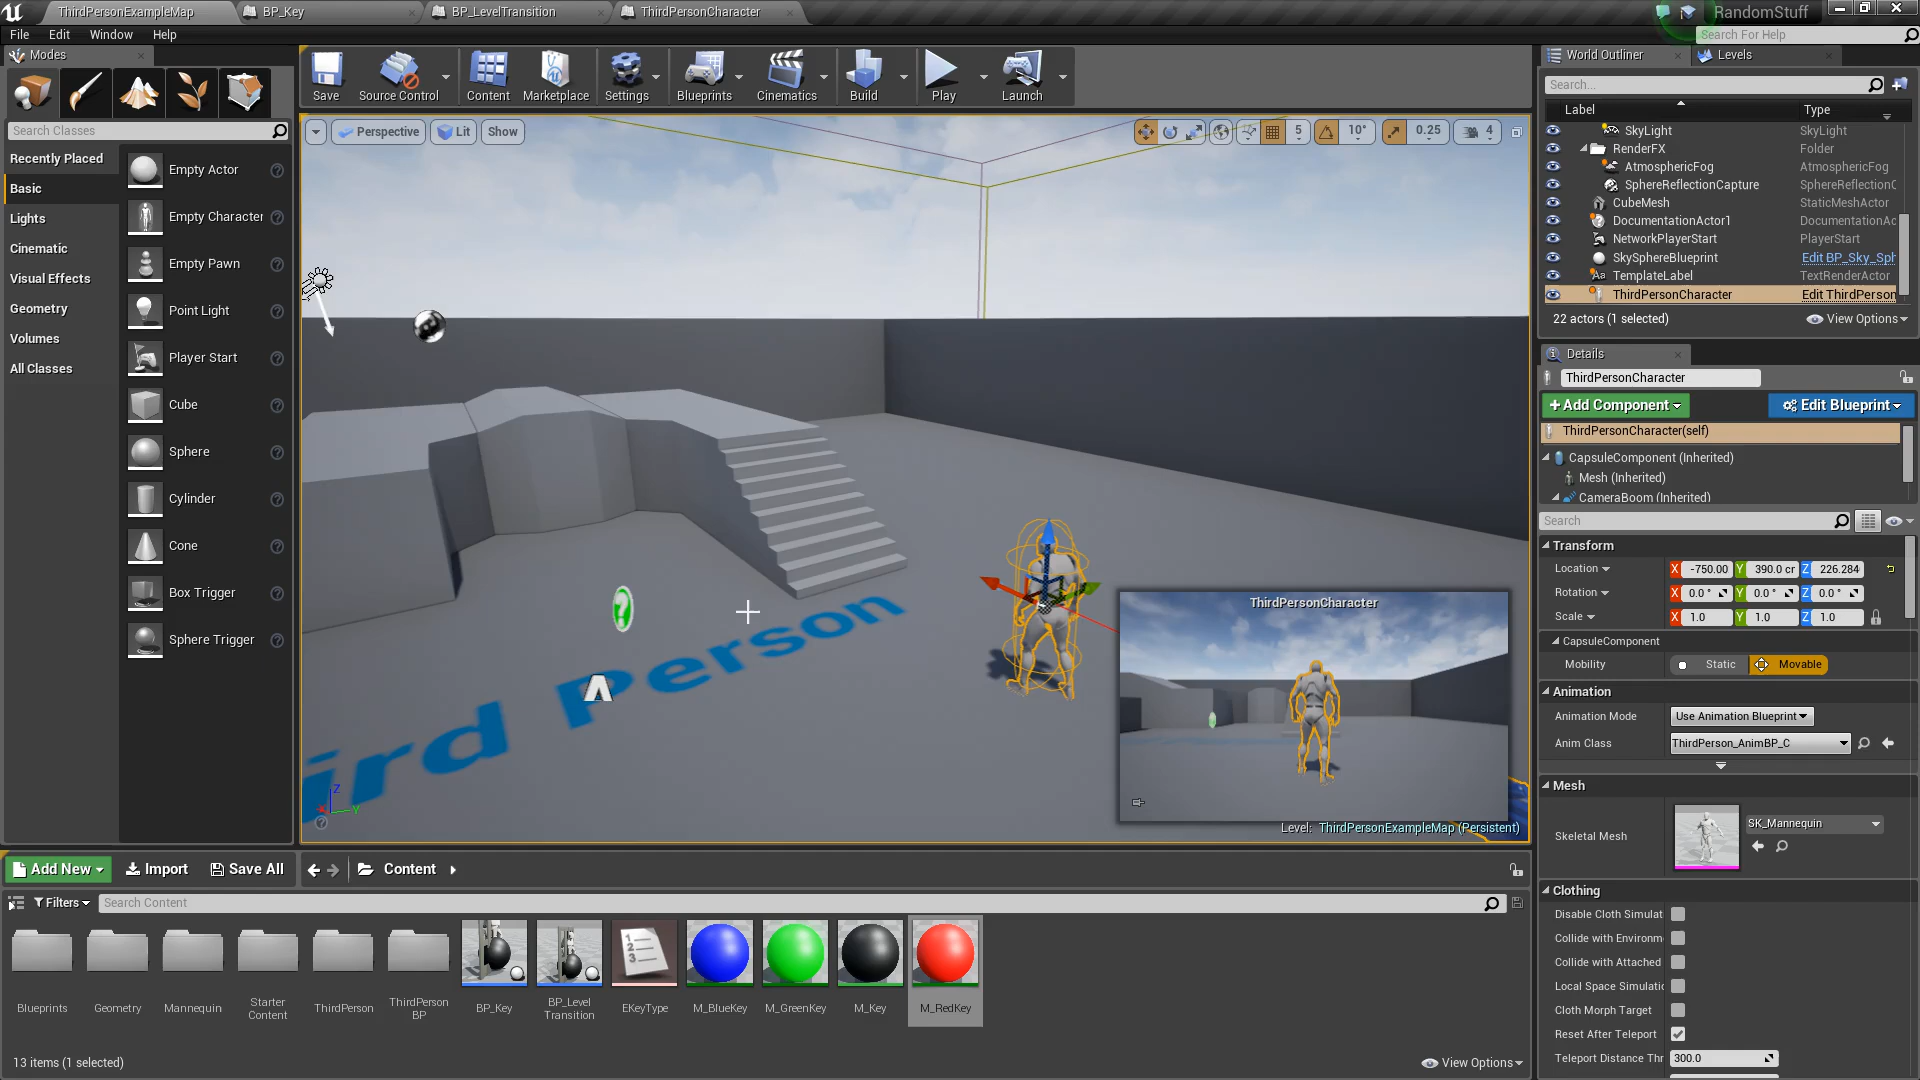 ThirdPersonExampleMap
BP_Key
BP_LevelTransition
ThirdPersonCharacter
RandomStuff
File Edit Window Help
Search For Help
Modes
Save
Source Control
Content
Marketplace
Settings
Blueprints
Cinematics
Build
Play
Launch
Search Classes
Recently Placed
Basic
Lights
Cinematic
Visual Effects
Geometry
Volumes
All Classes
Empty Actor
Empty Character
Empty Pawn
Point Light
Player Start
Cube
Sphere
Cylinder
Cone
Box Trigger
Sphere Trigger
Perspective
Lit
Show
5
10°
0.25
4
ird Person
ThirdPersonCharacter
Level: ThirdPersonExampleMap (Persistent)
World Outliner
Levels
Search...
Label Type
SkyLight SkyLight
RenderFX Folder
AtmosphericFog AtmosphericFog
SphereReflectionCapture SphereReflectionC
CubeMesh StaticMeshActor
DocumentationActor1 DocumentationAc
NetworkPlayerStart PlayerStart
SkySphereBlueprint Edit BP_Sky_Sph
TemplateLabel TextRenderActor
ThirdPersonCharacter Edit ThirdPerson
22 actors (1 selected)
View Options
Details
ThirdPersonCharacter
+Add Component
Edit Blueprint
ThirdPersonCharacter(self)
CapsuleComponent (Inherited)
Mesh (Inherited)
CameraBoom (Inherited)
Search
Transform
Location X -750.00 Y 390.0 cr Z 226.284
Rotation X 0.0 ° Y 0.0 ° Z 0.0 °
Scale X 1.0 Y 1.0 Z 1.0
CapsuleComponent
Mobility Static Movable
Animation
Animation Mode Use Animation Blueprint
Anim Class ThirdPerson_AnimBP_C
Mesh
Skeletal Mesh SK_Mannequin
Clothing
Disable Cloth Simulat
Collide with Environm
Collide with Attached
Local Space Simulatic
Cloth Morph Target
Reset After Teleport
Teleport Distance Thr 300.0
Add New
Import
Save All
Content
Filters
Search Content
Blueprints
Geometry
Mannequin
Starter
Content
ThirdPerson
ThirdPerson
BP
BP_Key
BP_Level
Transition
EKeyType
M_BlueKey
M_GreenKey
M_Key
M_RedKey
13 items (1 selected)
View Options